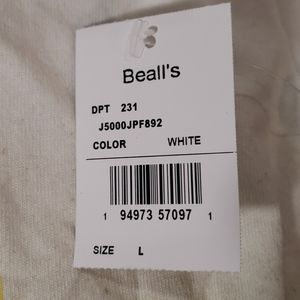 Beall's
DPT 231
J5000JPF892
COLOR WHITE
1 94973 57097 1
SIZE L